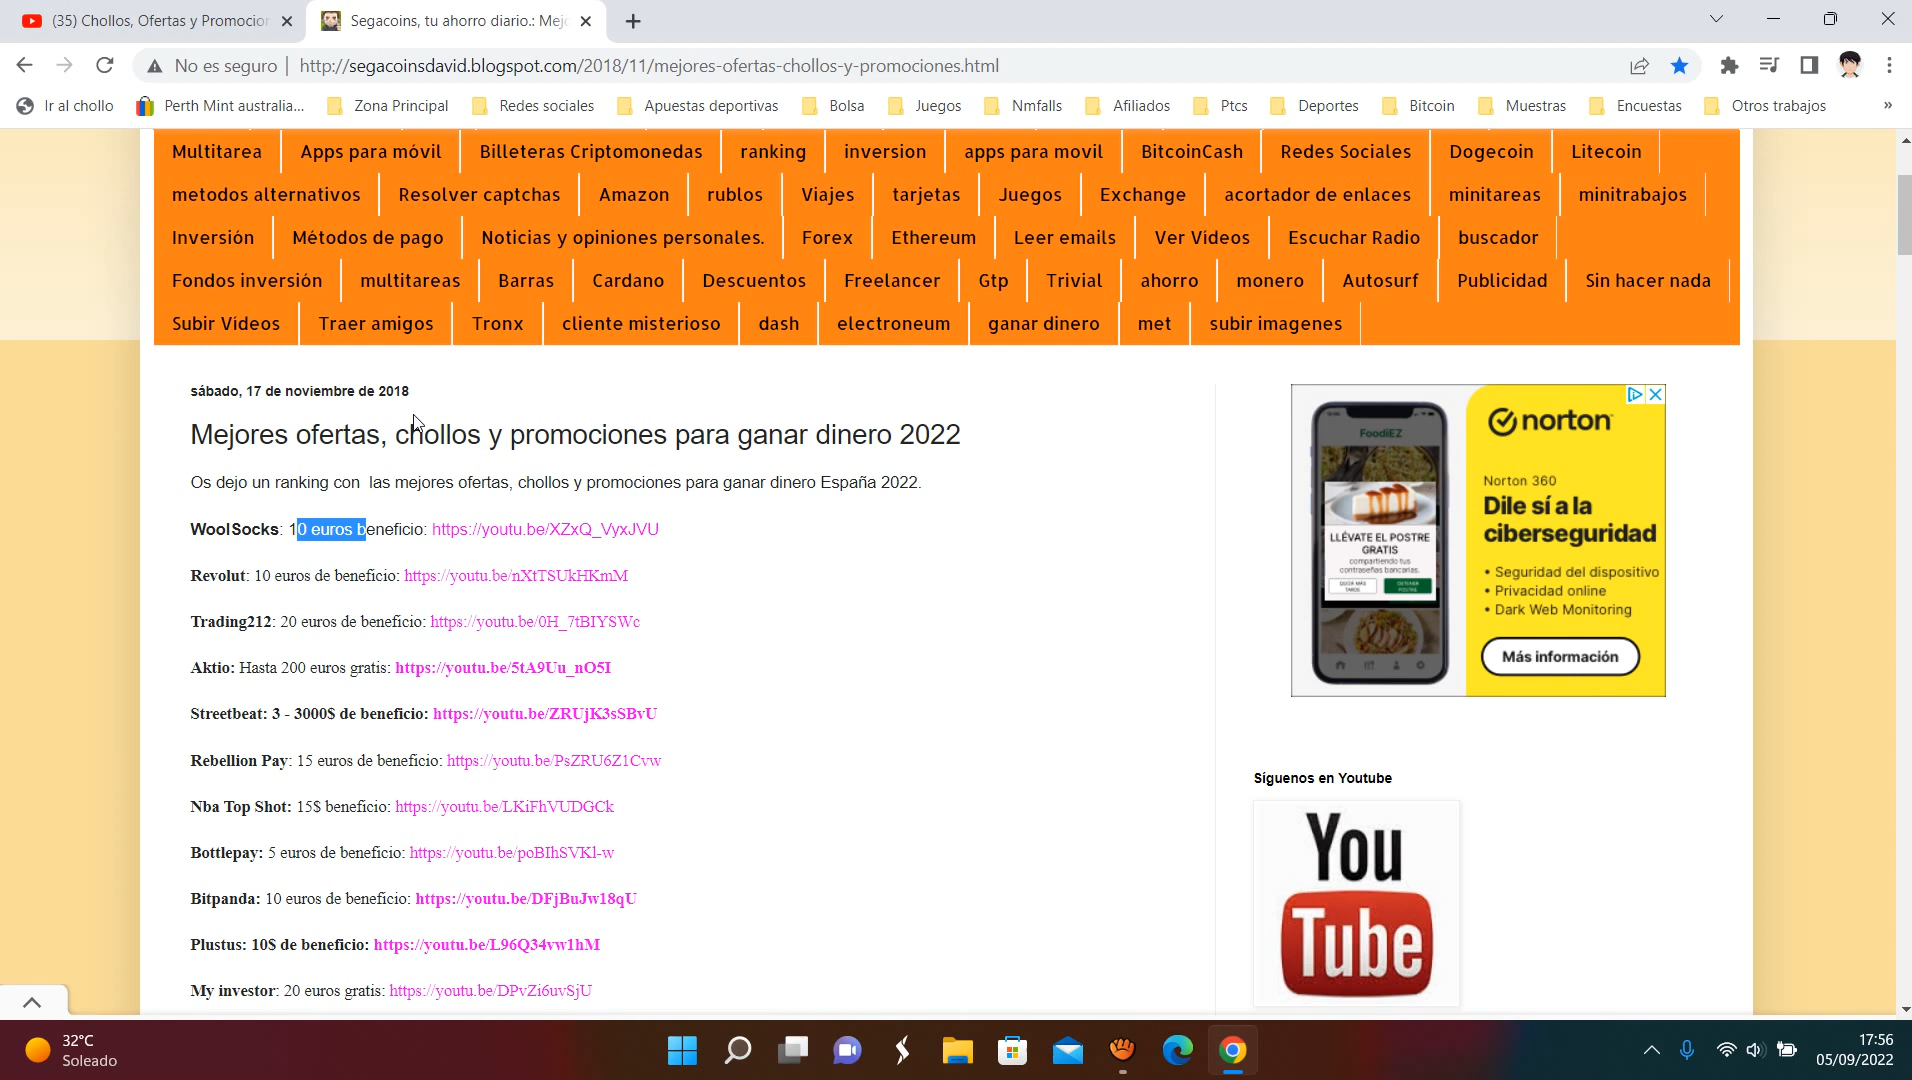 (35) Chollos, Ofertas y Promocion
Segacoins, tu ahorro diario.: Mejo
No es seguro
http://segacoinsdavid.blogspot.com/2018/11/mejores-ofertas-chollos-y-promociones.html
Ir al chollo
Perth Mint australia...
Zona Principal
Redes sociales
Apuestas deportivas
Bolsa
Juegos
Nmfalls
Afiliados
Ptcs
Deportes
Bitcoin
Muestras
Encuestas
Otros trabajos
»
Multitarea Apps para móvil Billeteras Criptomonedas ranking inversion apps para movil BitcoinCash Redes Sociales Dogecoin Litecoin
metodos alternativos Resolver captchas Amazon rublos Viajes tarjetas Juegos Exchange acortador de enlaces minitareas minitrabajos
Inversión Métodos de pago Noticias y opiniones personales. Forex Ethereum Leer emails Ver Vídeos Escuchar Radio buscador
Fondos inversión multitareas Barras Cardano Descuentos Freelancer Gtp Trivial ahorro monero Autosurf Publicidad Sin hacer nada
Subir Vídeos Traer amigos Tronx cliente misterioso dash electroneum ganar dinero met subir imagenes
sábado, 17 de noviembre de 2018
Mejores ofertas, chollos y promociones para ganar dinero 2022
Os dejo un ranking con las mejores ofertas, chollos y promociones para ganar dinero España 2022.
WoolSocks: 10 euros beneficio: https://youtu.be/XZxQ_VyxJVU
Revolut: 10 euros de beneficio: https://youtu.be/nXtTSUkHKmM
Trading212: 20 euros de beneficio: https://youtu.be/0H_7tBIYSWc
Aktio: Hasta 200 euros gratis: https://youtu.be/5tA9Uu_nO5I
Streetbeat: 3 - 3000$ de beneficio: https://youtu.be/ZRUjK3sSBvU
Rebellion Pay: 15 euros de beneficio: https://youtu.be/PsZRU6Z1Cvw
Nba Top Shot: 15$ beneficio: https://youtu.be/LKiFhVUDGCk
Bottlepay: 5 euros de beneficio: https://youtu.be/poBIhSVKl-w
Bitpanda: 10 euros de beneficio: https://youtu.be/DFjBuJw18qU
Plustus: 10$ de beneficio: https://youtu.be/L96Q34vw1hM
My investor: 20 euros gratis: https://youtu.be/DPvZi6uvSjU
FoodiEZ
LLÉVATE EL POSTRE
GRATIS
compartiendo tus
contraseñas bancarias.
norton
Norton 360
Dile sí a la
ciberseguridad
• Seguridad del dispositivo
• Privacidad online
• Dark Web Monitoring
Más información
Síguenos en Youtube
You
Tube
32°C
Soleado
17:56
05/09/2022